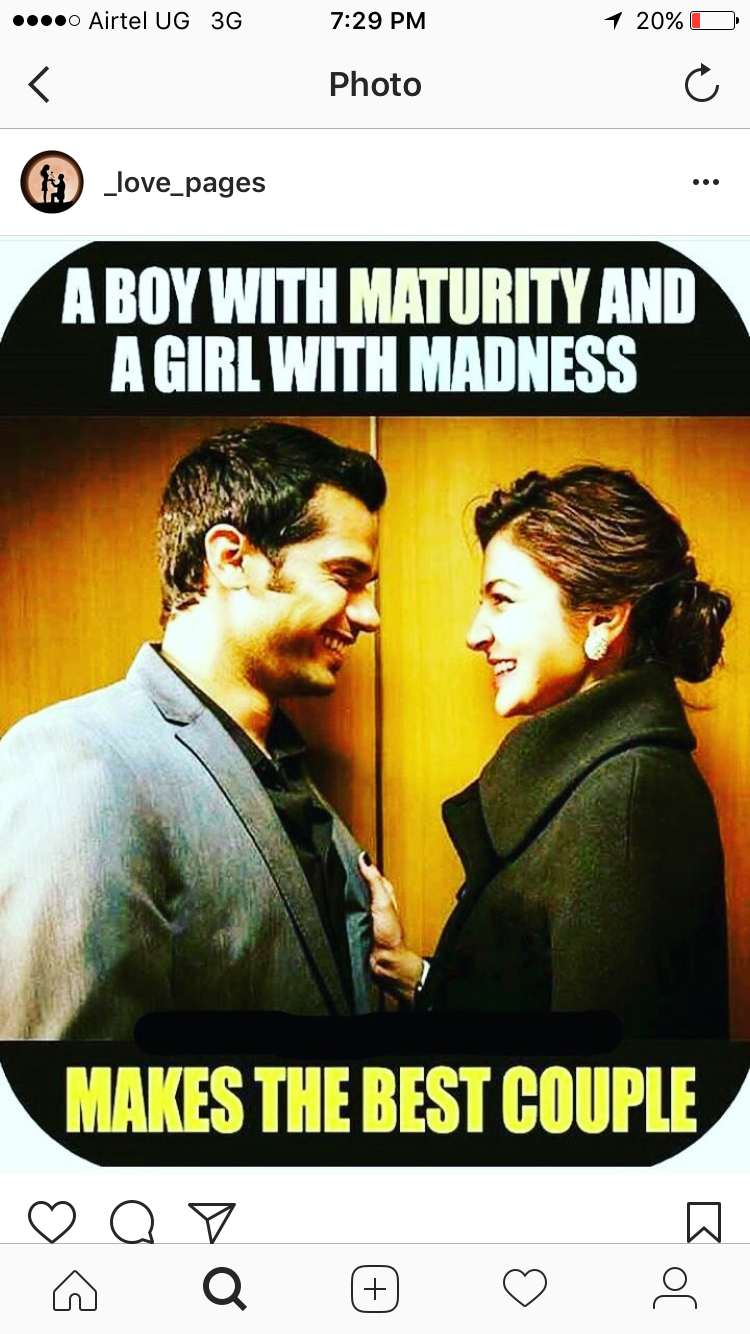 Airtel UG 3G 7:29 PM 20%
Photo
_love_pages
A BOY WITH MATURITY AND
A GIRL WITH MADNESS
MAKES THE BEST COUPLE